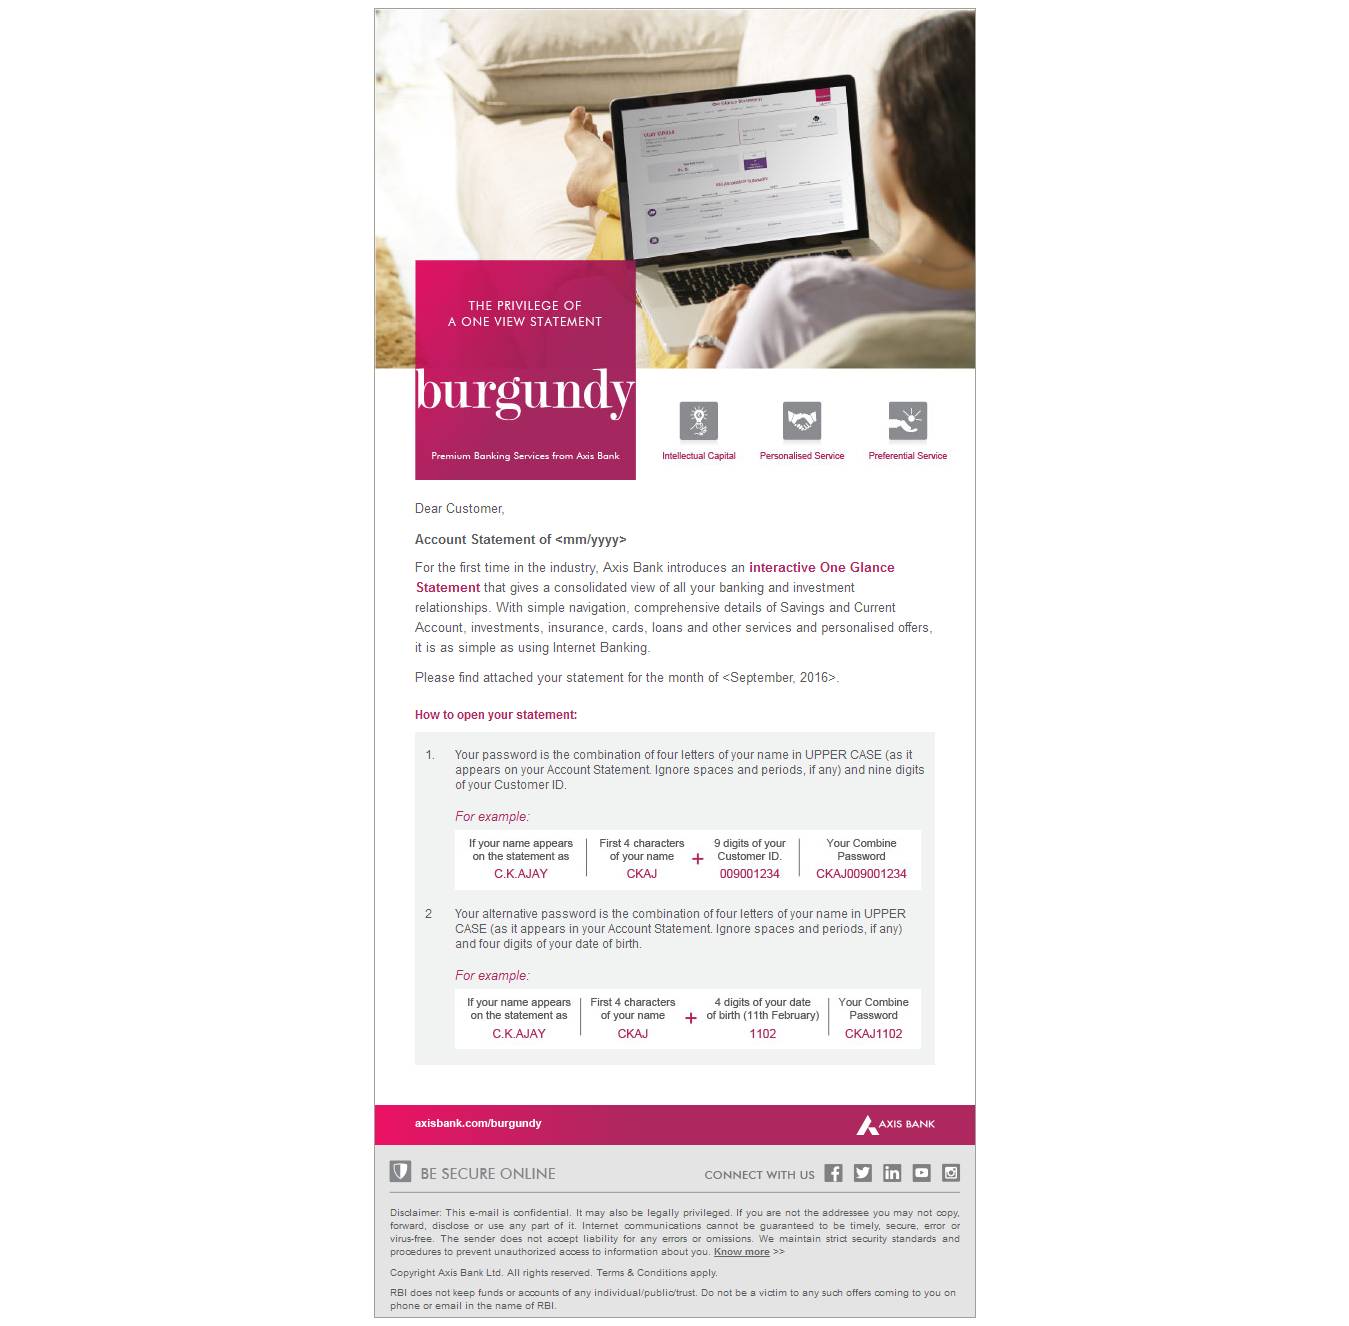 One Glance Statement
RELATIONSHIP SUMMARY
THE PRIVILEGE OF
A ONE VIEW STATEMENT
burgundy
Premium Banking Services from Axis Bank
Intellectual Capital
Personalised Service
Preferential Service
Dear Customer,
Account Statement of <mm/yyyy>
For the first time in the industry, Axis Bank introduces an interactive One Glance
Statement that gives a consolidated view of all your banking and investment
relationships. With simple navigation, comprehensive details of Savings and Current
Account, investments, insurance, cards, loans and other services and personalised offers,
it is as simple as using Internet Banking.
Please find attached your statement for the month of <September, 2016>.
How to open your statement:
1. Your password is the combination of four letters of your name in UPPER CASE (as it
appears on your Account Statement. Ignore spaces and periods, if any) and nine digits
of your Customer ID.
For example:
If your name appears
on the statement as
C.K.AJAY
First 4 characters
of your name
CKAJ
+
9 digits of your
Customer ID.
009001234
Your Combine
Password
CKAJ009001234
2 Your alternative password is the combination of four letters of your name in UPPER
CASE (as it appears in your Account Statement. Ignore spaces and periods, if any)
and four digits of your date of birth.
For example:
If your name appears
on the statement as
C.K.AJAY
First 4 characters
of your name
CKAJ
+
4 digits of your date
of birth (11th February)
1102
Your Combine
Password
CKAJ1102
axisbank.com/burgundy
AXIS BANK
BE SECURE ONLINE
CONNECT WITH US
Disclaimer: This e-mail is confidential. It may also be legally privileged. If you are not the addressee you may not copy,
forward, disclose or use any part of it. Internet communications cannot be guaranteed to be timely, secure, error or
virus-free. The sender does not accept liability for any errors or omissions. We maintain strict security standards and
procedures to prevent unauthorized access to information about you. Know more >>
Copyright Axis Bank Ltd. All rights reserved. Terms & Conditions apply.
RBI does not keep funds or accounts of any individual/public/trust. Do not be a victim to any such offers coming to you on
phone or email in the name of RBI.